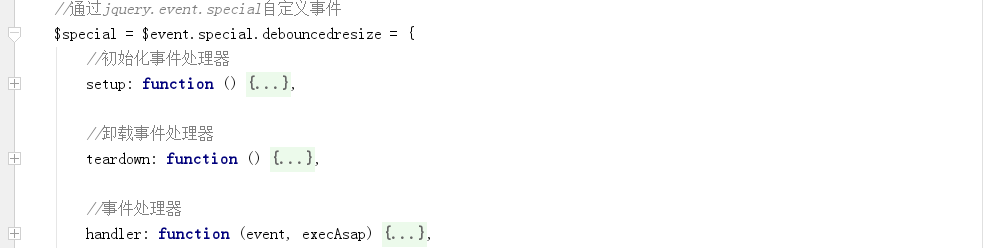 //通过jquery.event.special自定义事件
$special = $event.special.debouncedresize = {
//初始化事件处理器
setup: function () {...},
//卸载事件处理器
teardown: function () {...},
//事件处理器
handler: function (event, execAsap) {...},